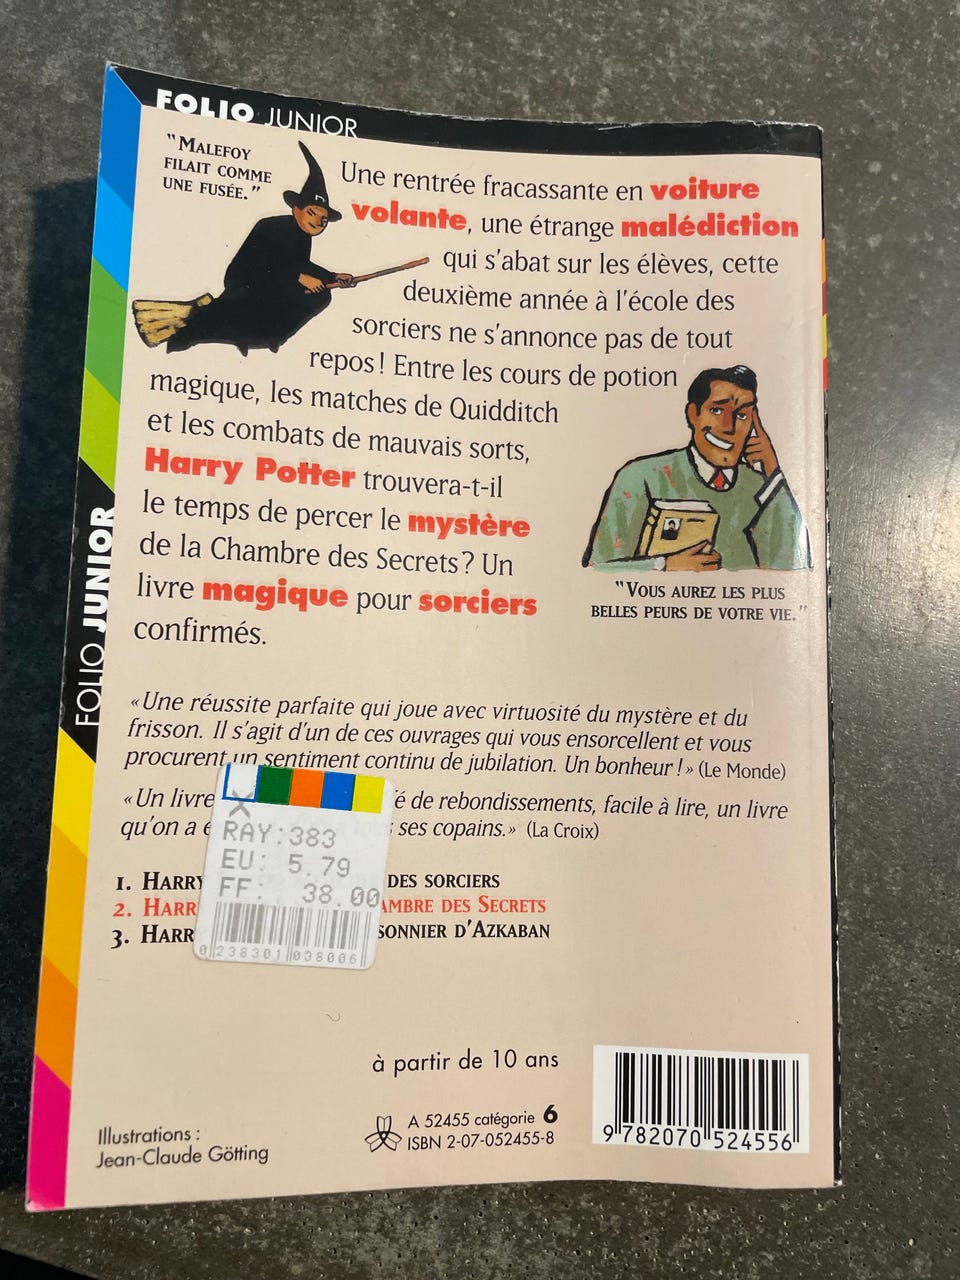 FOLIO JUNIOR
"MALEFOY
FILAIT COMME
UNE FUSÉE."
Une rentrée fracassante en voiture
volante, une étrange malédiction
qui s'abat sur les élèves, cette
deuxième année à l'école des
sorciers ne s'annonce pas de tout
repos! Entre les cours de potion
magique, les matches de Quidditch
et les combats de mauvais sorts,
Harry Potter trouvera-t-il
le temps de percer le mystère
de la Chambre des Secrets? Un
livre magique pour sorciers
confirmés.
"VOUS AUREZ LES PLUS
BELLES PEURS DE VOTRE VIE."
FOLIO JUNIOR
«Une réussite parfaite qui joue avec virtuosité du mystère et du
frisson. Il s'agit d'un de ces ouvrages qui vous ensorcellent et vous
procurent un sentiment continu de jubilation. Un bonheur!» (Le Monde)
«Un livre é de rebondissements, facile à lire, un livre
qu'on a ses copains.» (La Croix)
1. HARRY DES SORCIERS
2. HARR AMBRE DES SECRETS
3. HARR SONNIER D'AZKABAN
RAY:383
EU: 5.79
FF: 38.00
0 238301 038006
à partir de 10 ans
A 52455 catégorie 6
ISBN 2-07-052455-8
9 782070 524556
Illustrations :
Jean-Claude Götting